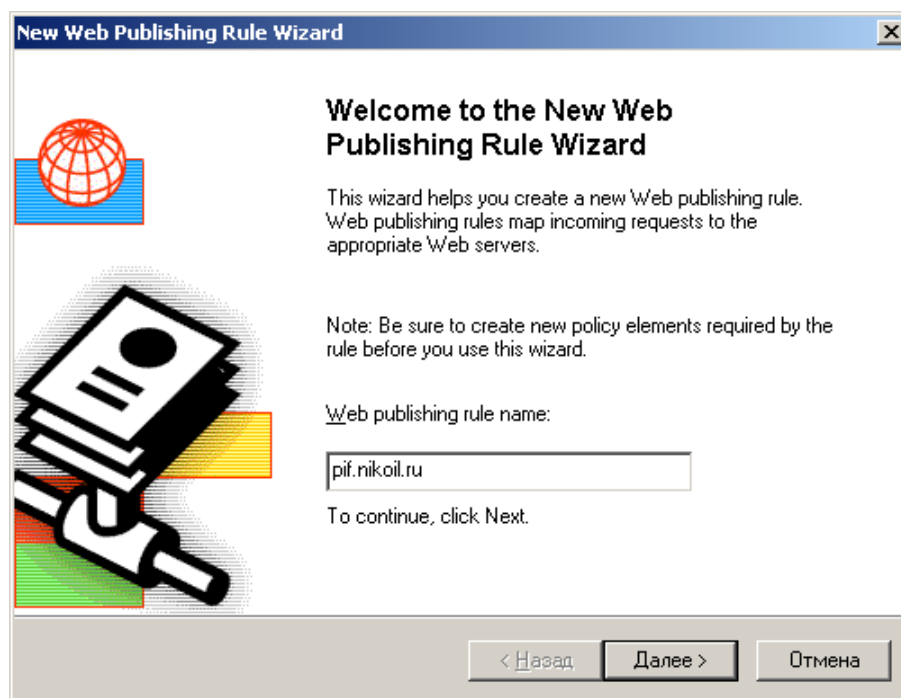 New Web Publishing Rule Wizard
Welcome to the New Web
Publishing Rule Wizard
This wizard helps you create a new Web publishing rule.
Web publishing rules map incoming requests to the
appropriate Web servers.
Note: Be sure to create new policy elements required by the
rule before you use this wizard.
Web publishing rule name:
pif.nikoil.ru
To continue, click Next.
< Назад Далее > Отмена